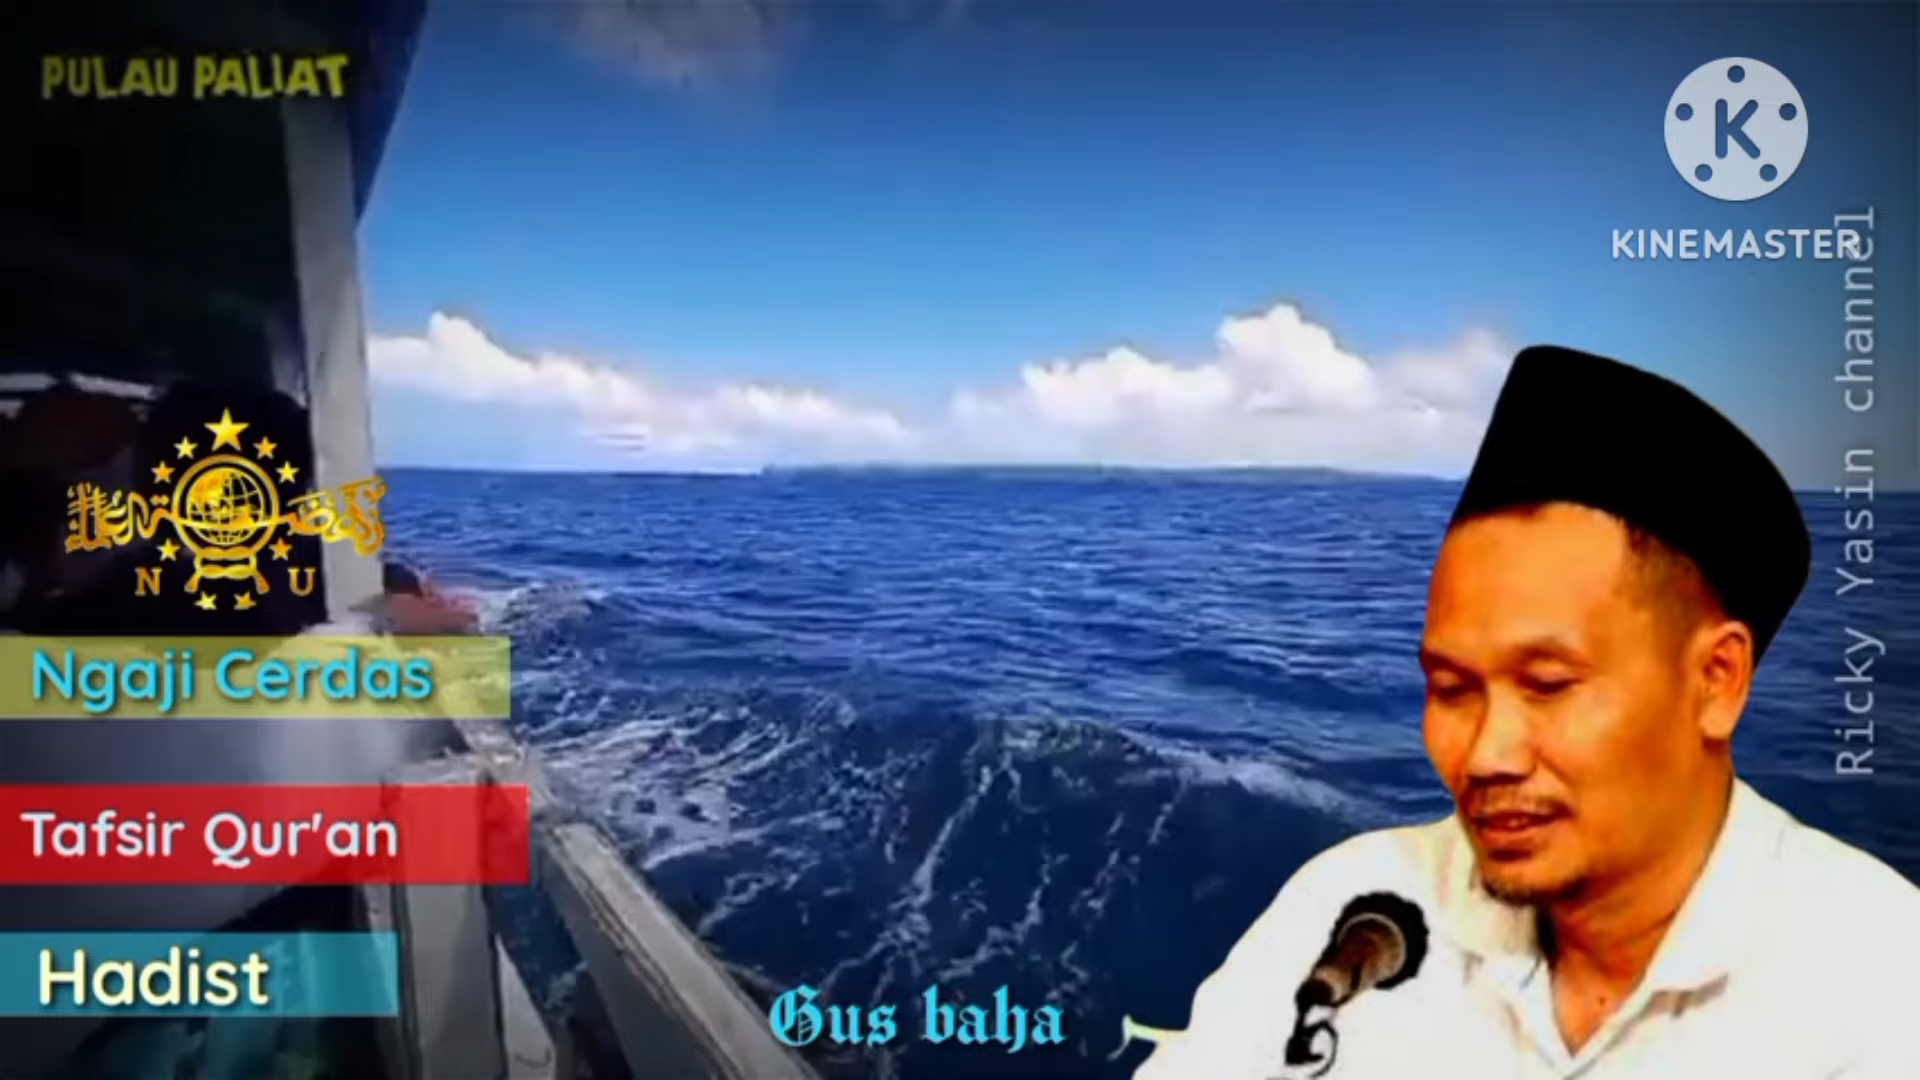 PULAU PALIAT
K
KINEMASTER
Ricky Yasin channel
N U
Ngaji Cerdas
Tafsir Qur'an
Hadist
Gus baha